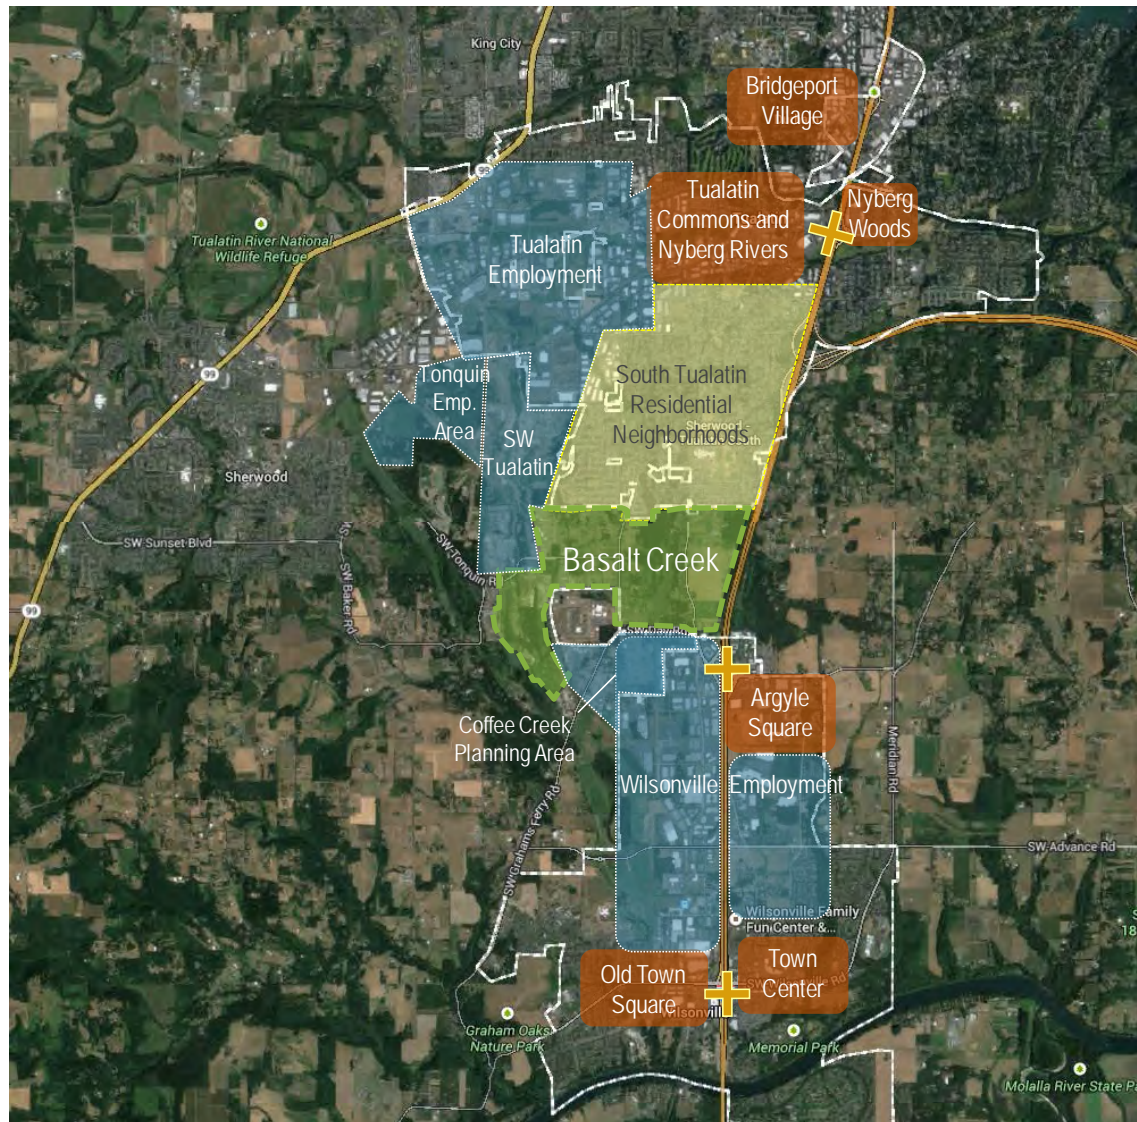 King City
Bridgeport
Village
99
Tualatin
Commons and
Nyberg Rivers
Nyberg
Woods
Tualatin River National
Wildlife Refuge
Tualatin
Employment
99
Tonquin
Emp.
Area
South Tualatin
Residential
Neighborhoods
Sherwood -
SW
Tualatin
Sherwood
SW Sunset Blvd
SW Tonquin R
SW Baker Rd
Basalt Creek
99
Argyle
Square
Coffee Creek
Planning Area
Meridian Rd
Wilsonville
Employment
SW Grahams Ferry Rd
SW Advance Rd
Wilsonville Family
Fun Center &...
18
Old Town
Square
Town
Center
Wilsonvill
Graham Oaks
Nature Park
Memorial Park
Molalla River State Pa